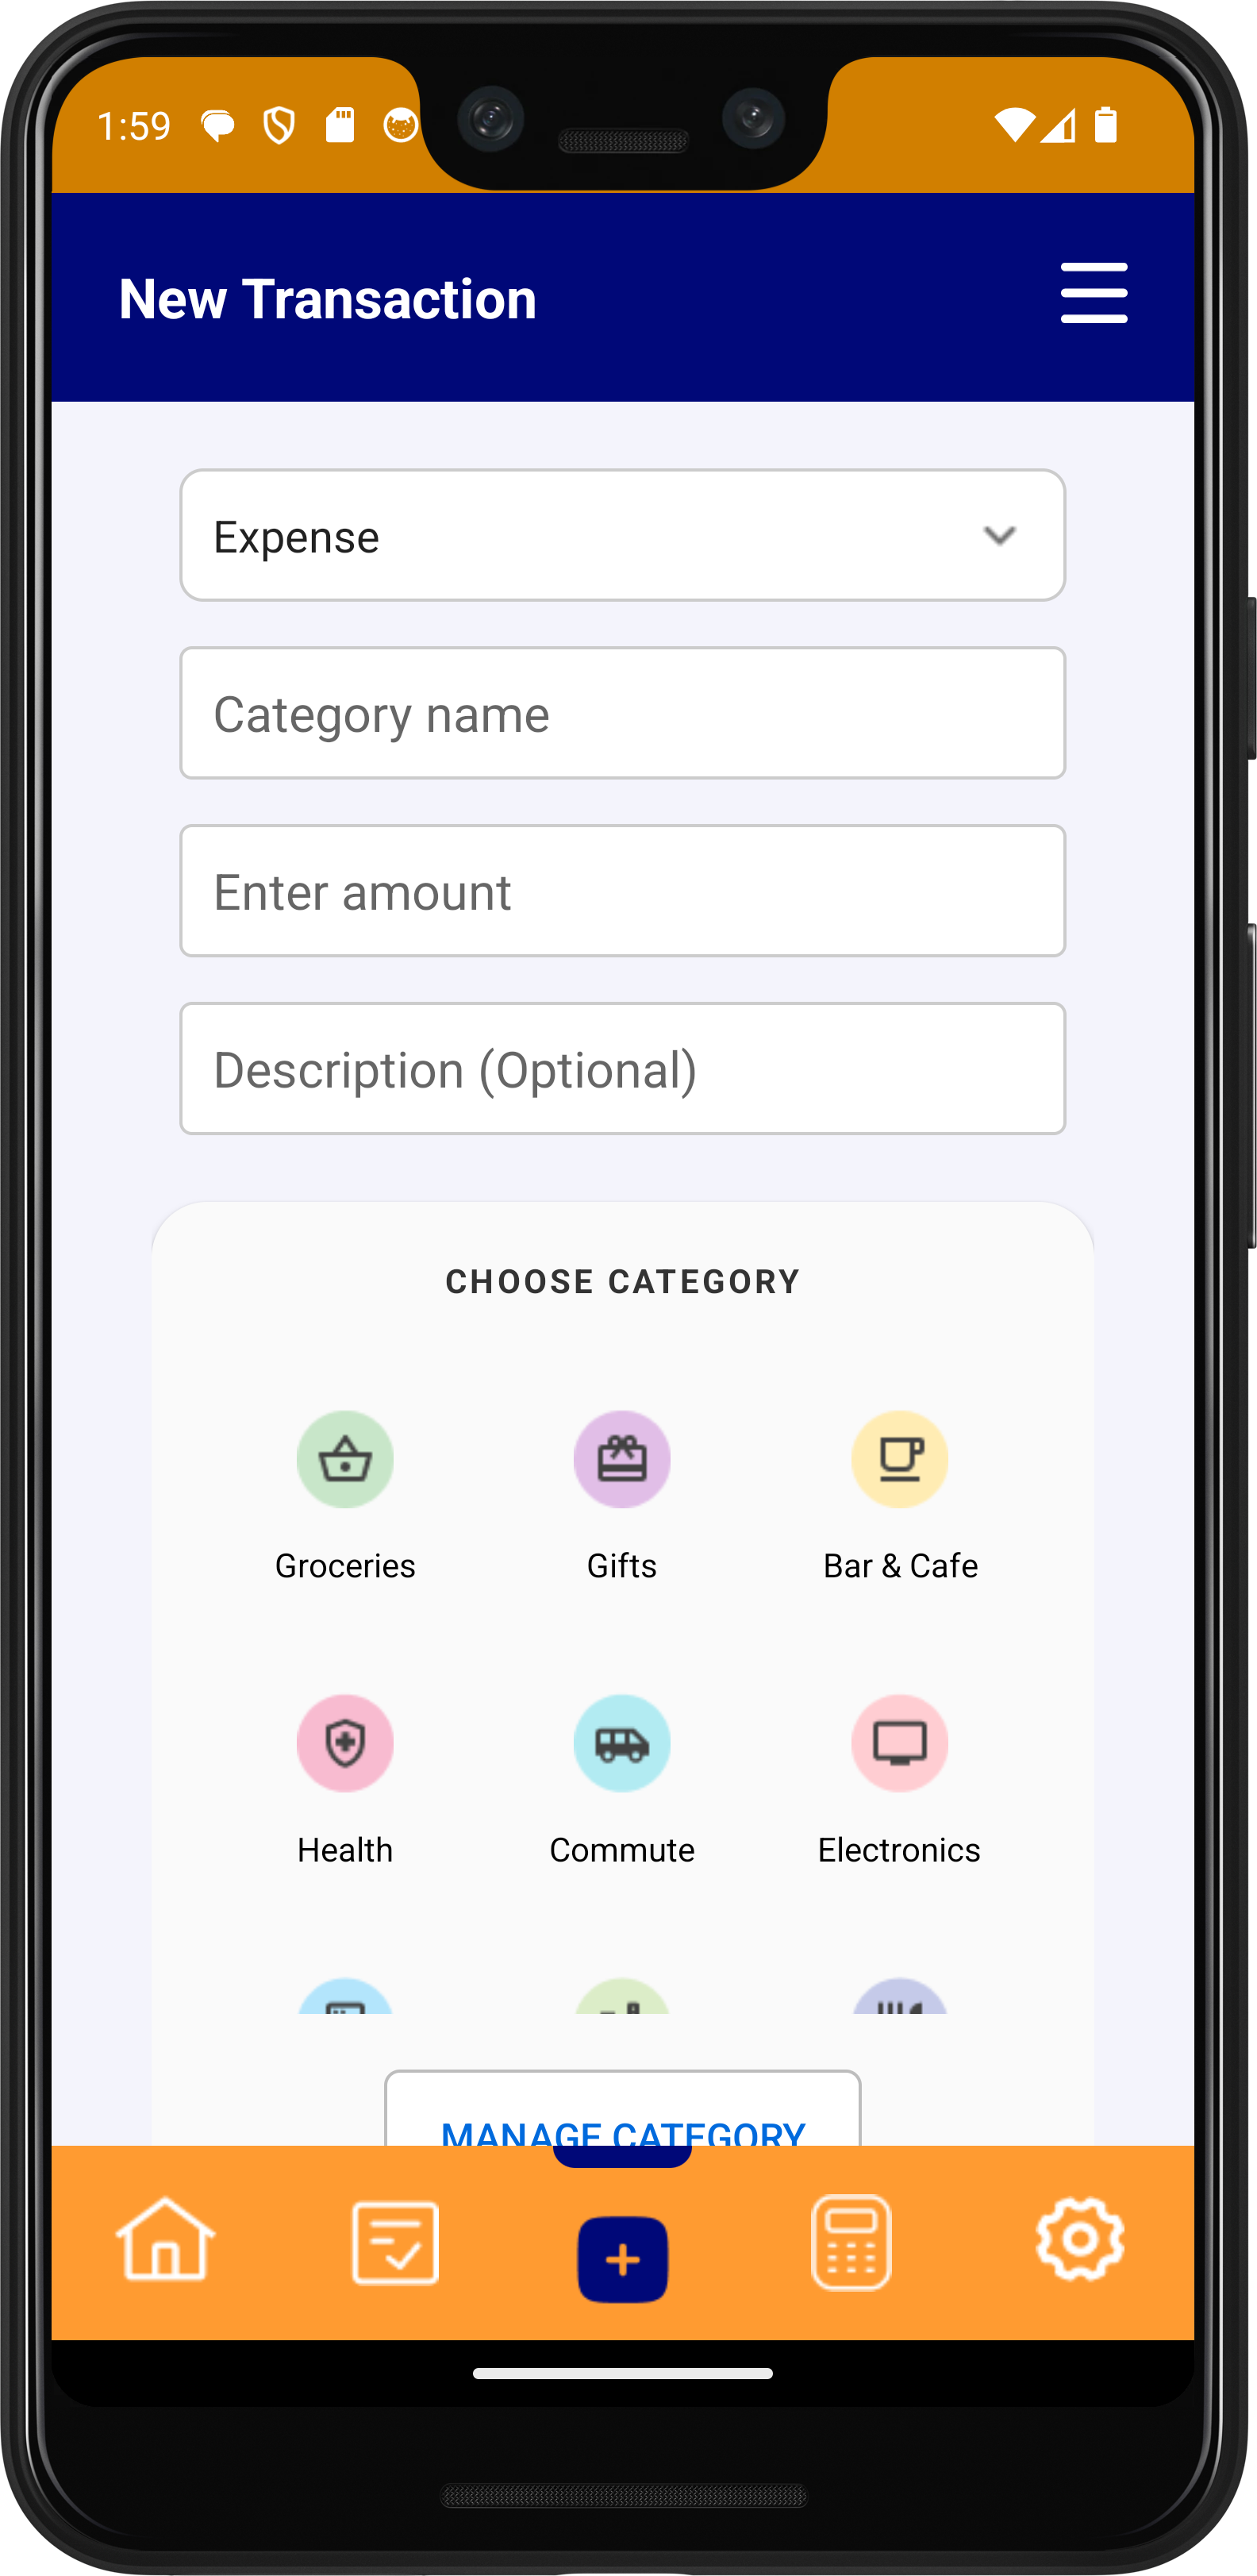 1:59
New Transaction
Expense
Category name
Enter amount
Description (Optional)
CHOOSE CATEGORY
Groceries
Gifts
Bar & Cafe
Health
Commute
Electronics
MANAGE CATEGORY